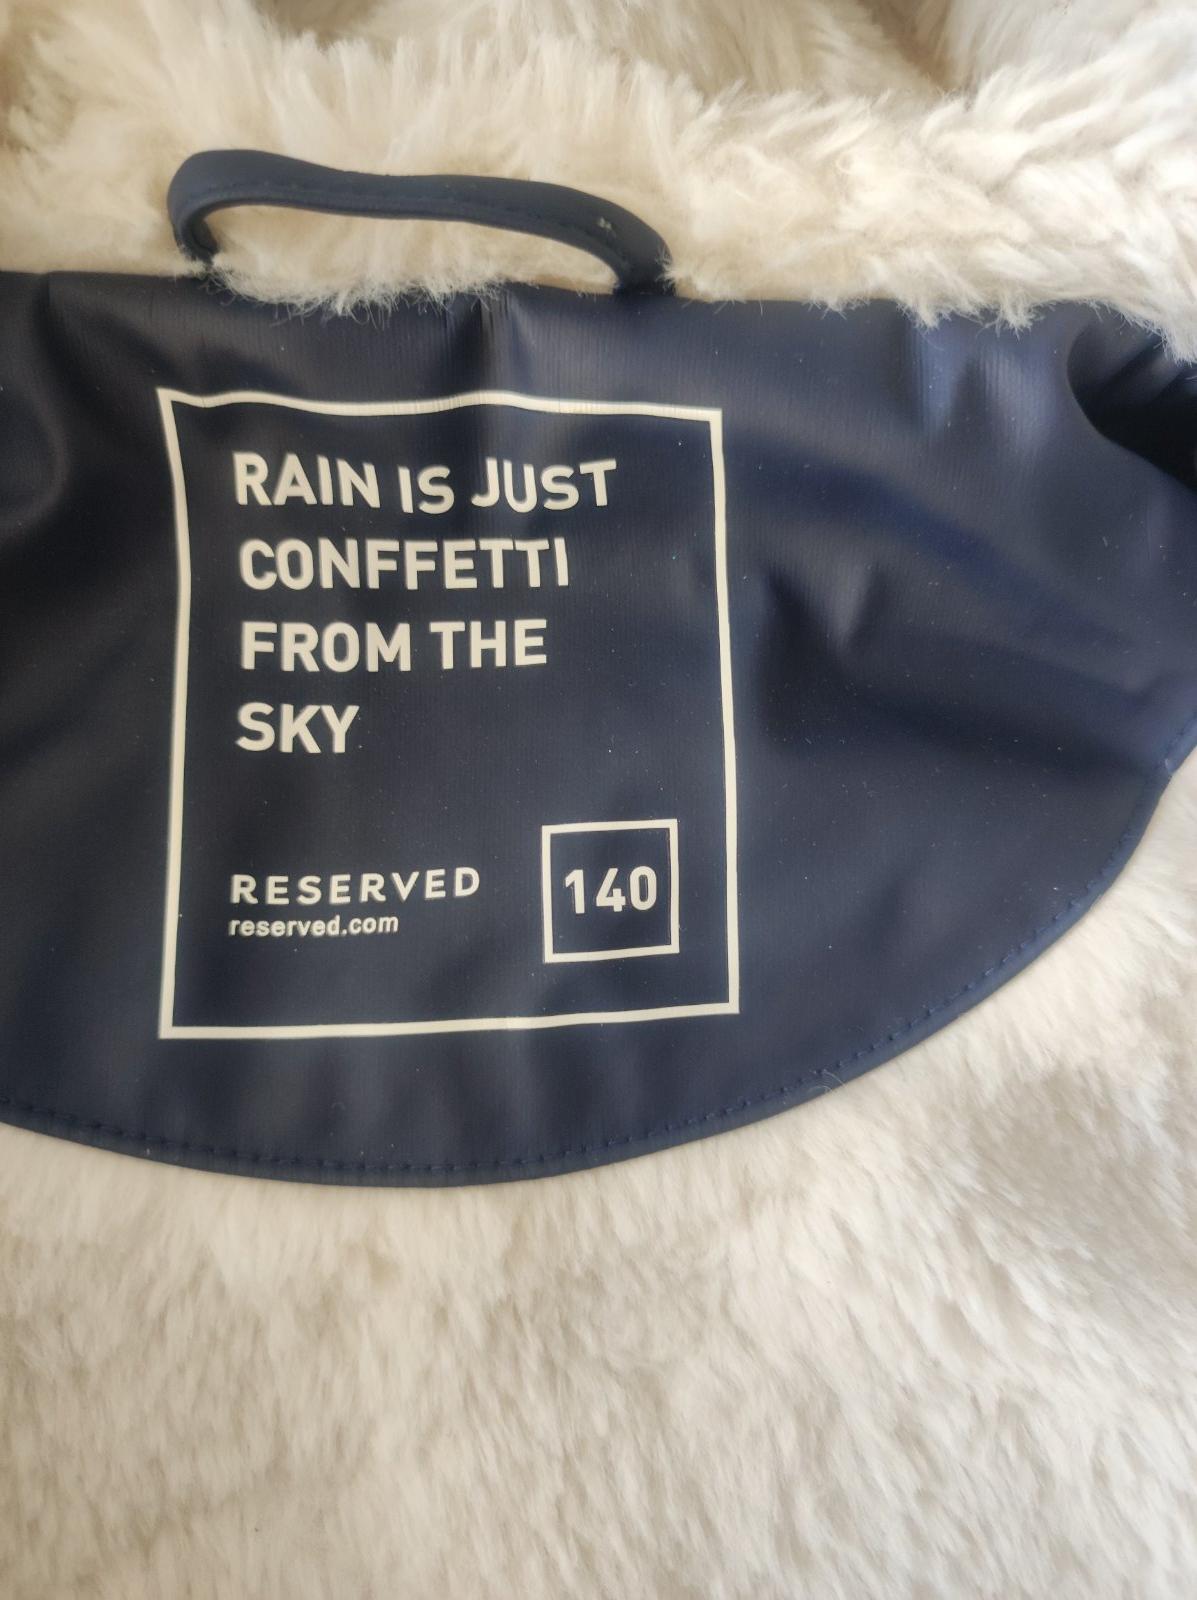 RAIN IS JUST
CONFFETTI
FROM THE
SKY
RESERVED
reserved.com
140